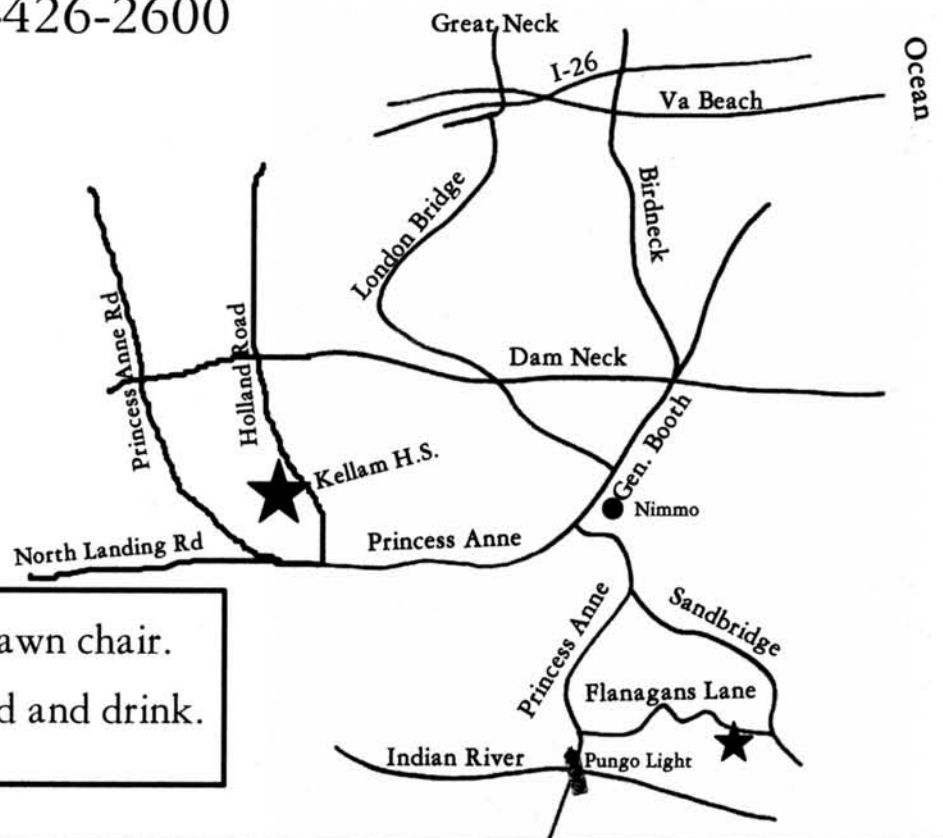 426-2600
Great Neck
I-26
Va Beach
Ocean
London Bridge
Birdneck
Princess Anne Rd
Holland Road
Dam Neck
Gen. Booth
Kellam H.S.
Nimmo
North Landing Rd
Princess Anne
Princess Anne
Sandbridge
Flanagans Lane
Indian River
Pungo Light
awn chair.
d and drink.